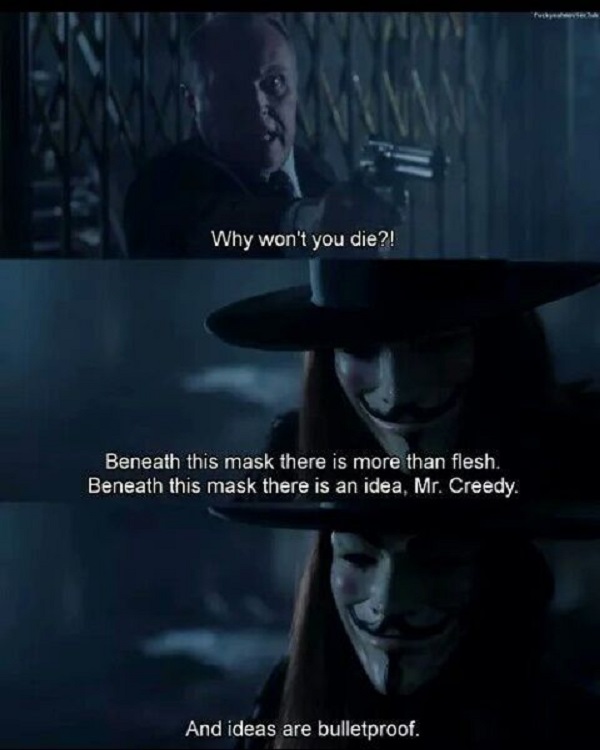 Why won't you die?!
Beneath this mask there is more than flesh.
Beneath this mask there is an idea, Mr. Creedy.
And ideas are bulletproof.